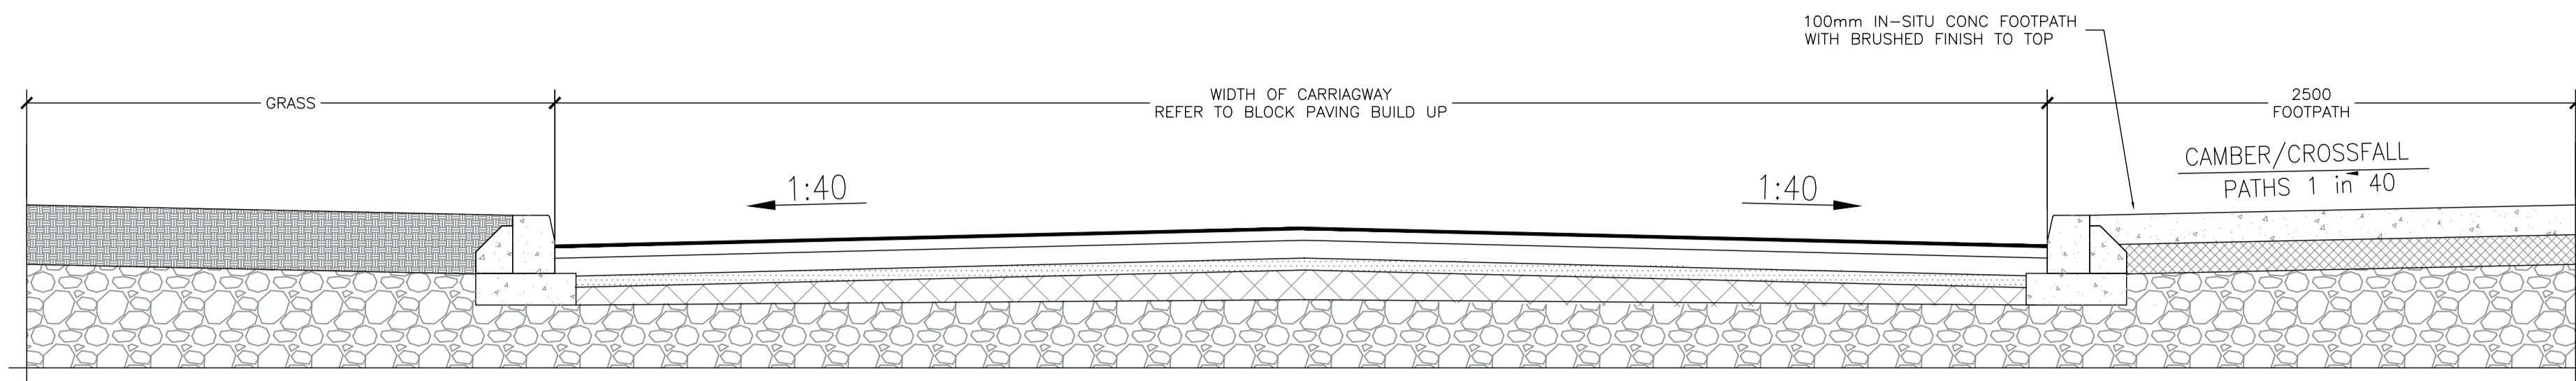 100mm IN-SITU CONC FOOTPATH
WITH BRUSHED FINISH TO TOP
GRASS
WIDTH OF CARRIAGWAY
REFER TO BLOCK PAVING BUILD UP
2500
FOOTPATH
1:40
1:40
CAMBER/CROSSFALL
PATHS 1 in 40